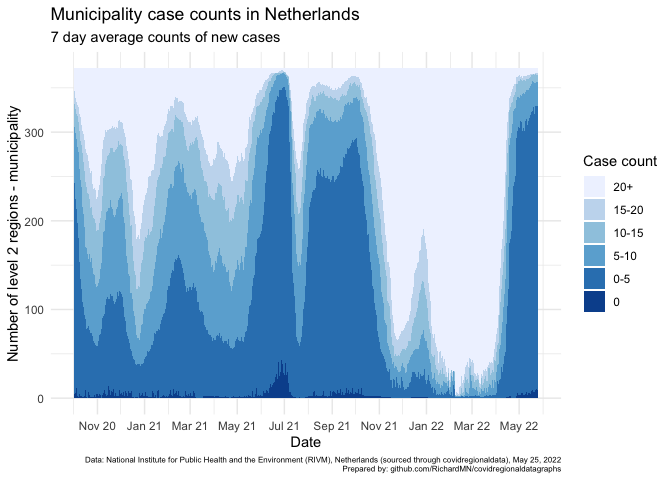 Municipality case counts in Netherlands
7 day average counts of new cases
Number of level 2 regions - municipality
300
200
100
0
Nov 20 Jan 21 Mar 21 May 21 Jul 21 Sep 21 Nov 21 Jan 22 Mar 22 May 22
Date
Case count
20+
15-20
10-15
5-10
0-5
0
Data: National Institute for Public Health and the Environment (RIVM), Netherlands (sourced through covidregionaldata), May 25, 2022
Prepared by: github.com/RichardMN/covidregionaldatagraphs